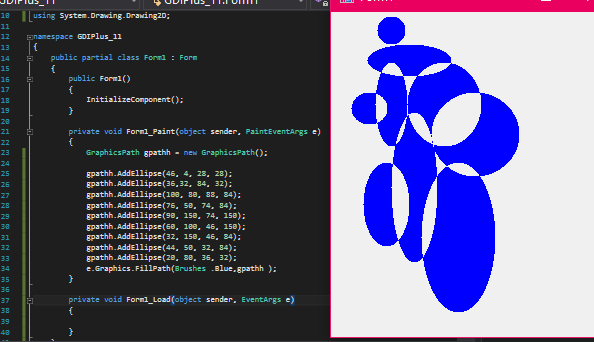 GDIPlus_11.Form1
10 using System.Drawing.Drawing2D;
11
12 namespace GDIPlus_11
13 {
14 public partial class Form1 : Form
15 {
16 public Form1()
17 {
18 InitializeComponent();
19 }
20
21 private void Form1_Paint(object sender, PaintEventArgs e)
22 {
23 GraphicsPath gpathh = new GraphicsPath();
24
25 gpathh.AddEllipse(46, 4, 28, 28);
26 gpathh.AddEllipse(36,32, 84, 32);
27 gpathh.AddEllipse(100, 80, 88, 84);
28 gpathh.AddEllipse(76, 50, 74, 84);
29 gpathh.AddEllipse(90, 150, 74, 150);
30 gpathh.AddEllipse(60, 100, 46, 150);
31 gpathh.AddEllipse(32, 150, 46, 84);
32 gpathh.AddEllipse(44, 50, 32, 84);
33 gpathh.AddEllipse(20, 80, 36, 32);
34 e.Graphics.FillPath(Brushes .Blue,gpathh );
35 }
36
37 private void Form1_Load(object sender, EventArgs e)
38 {
39
40 }